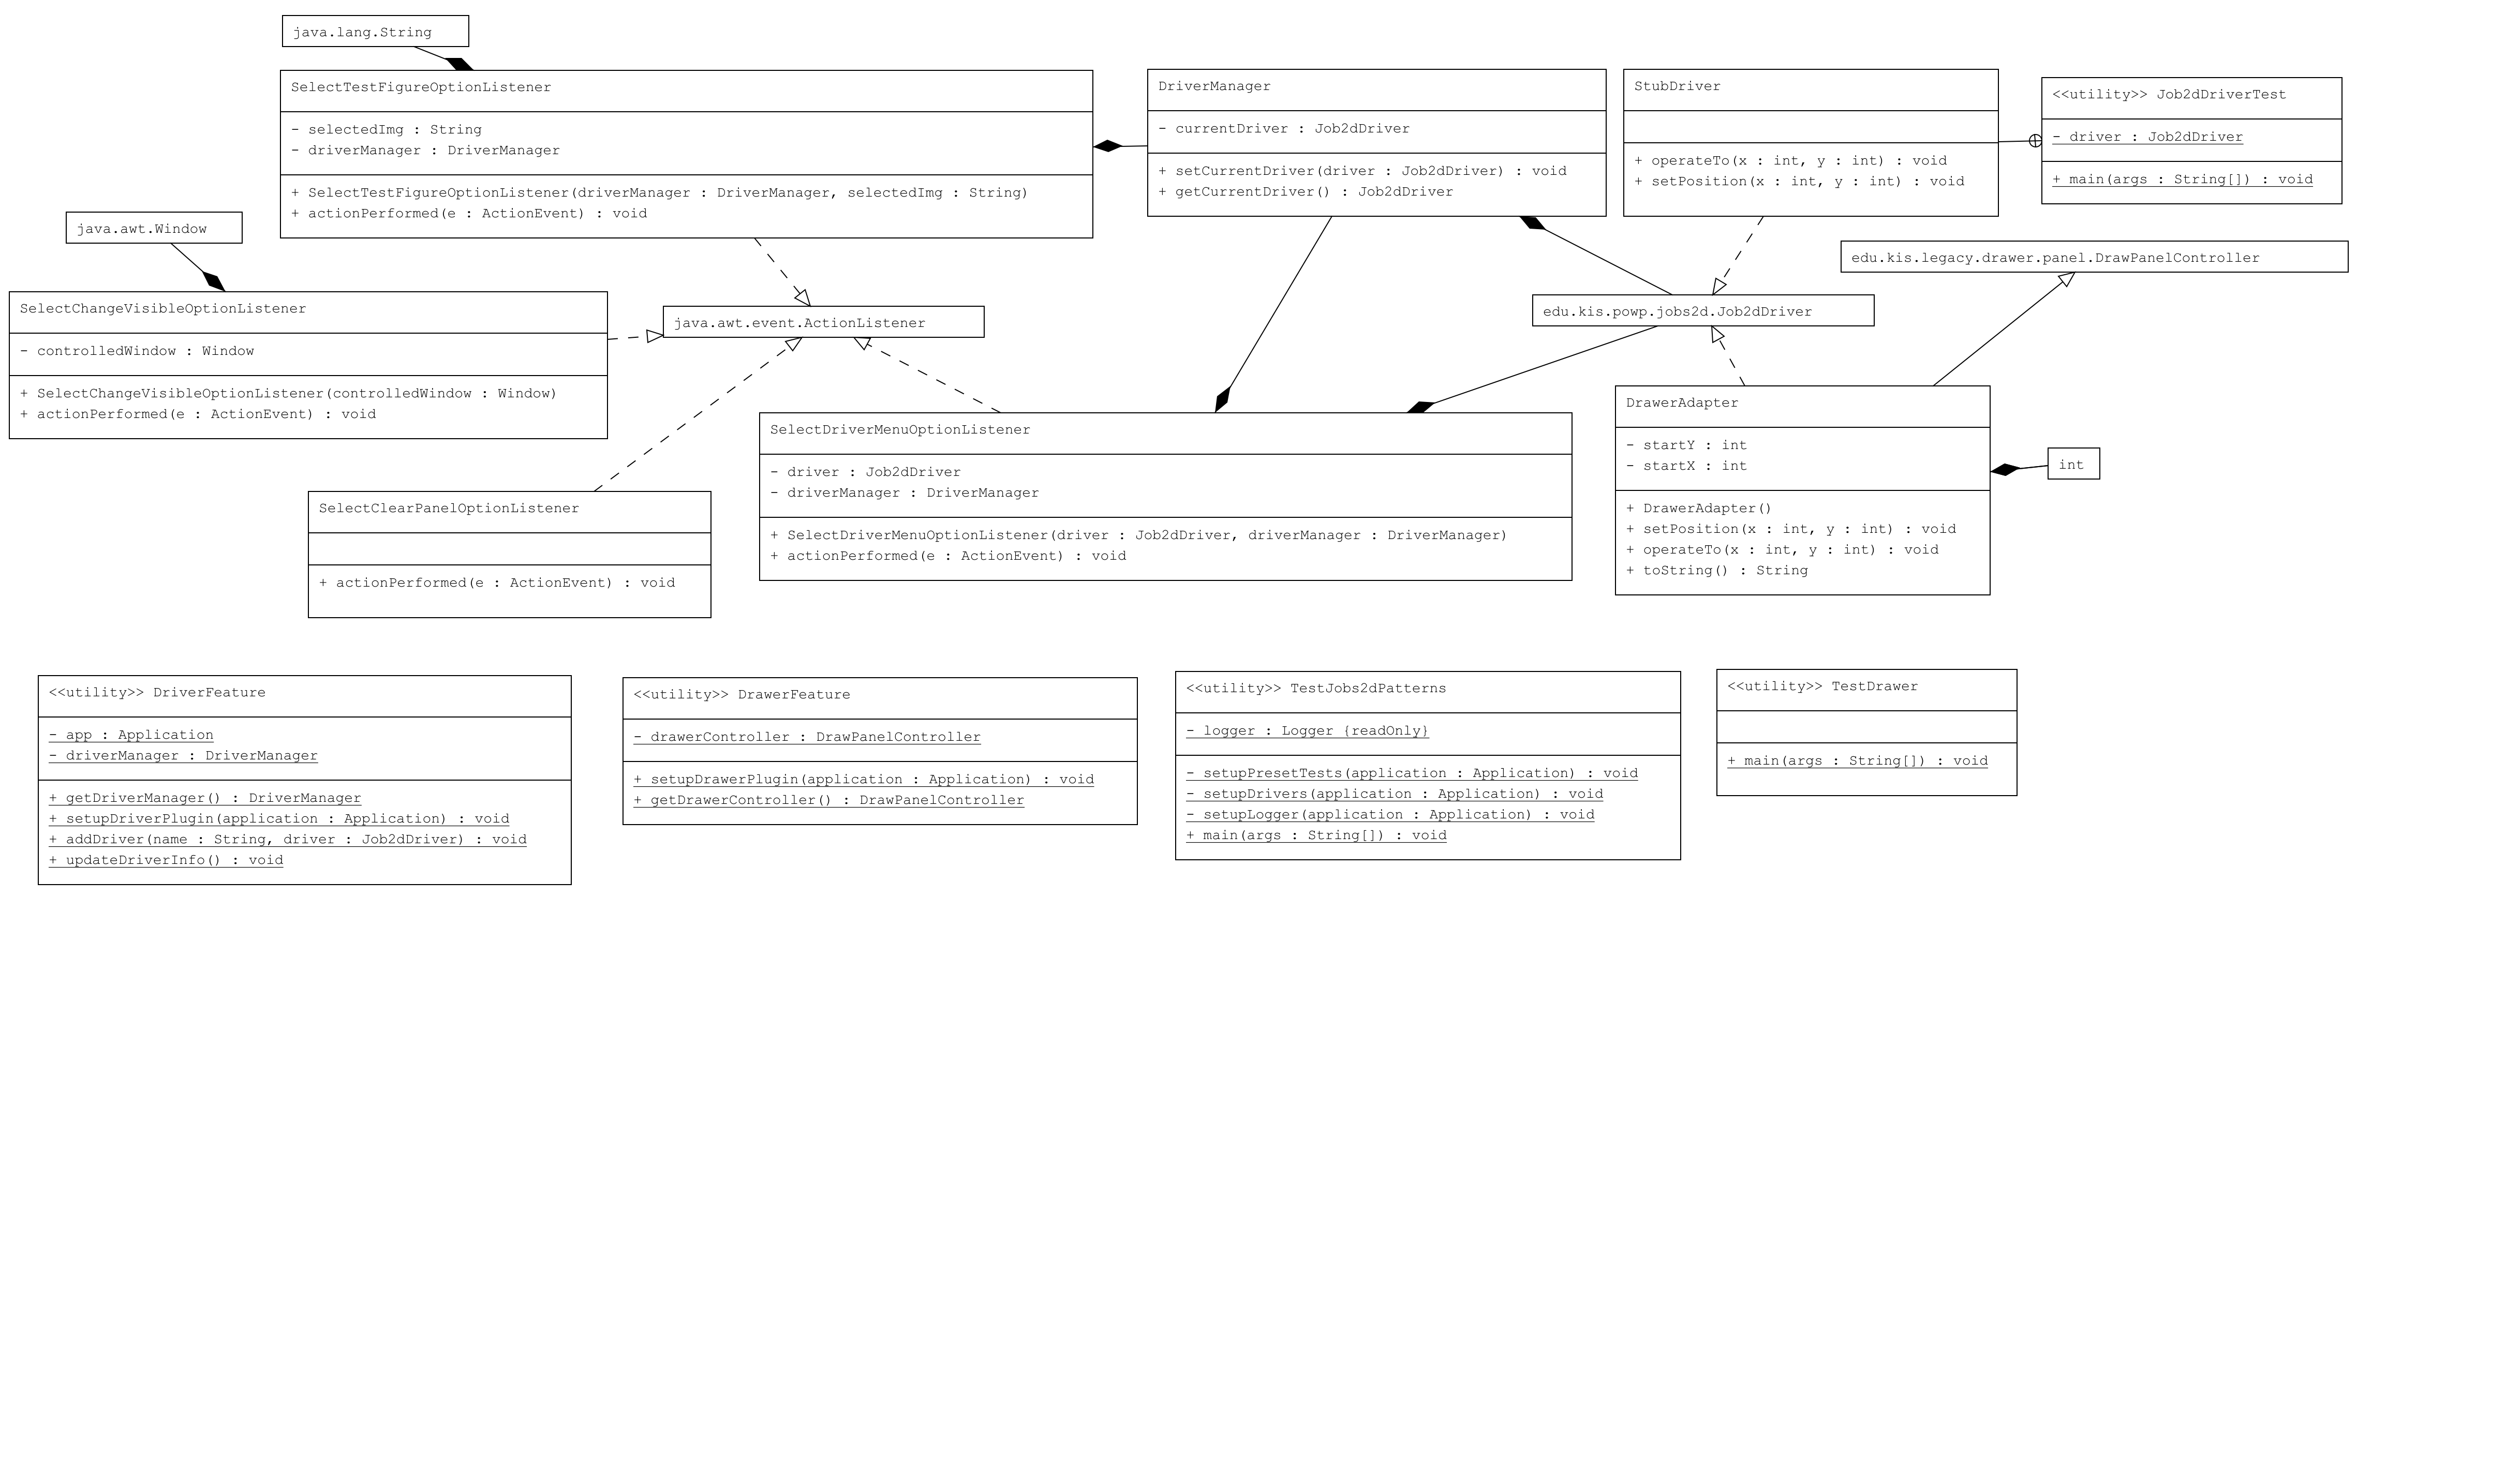 java.lang.String
SelectTestFigureOptionListener
- selectedImg : String
- driverManager : DriverManager
+ SelectTestFigureOptionListener(driverManager : DriverManager, selectedImg : String)
+ actionPerformed(e : ActionEvent) : void
DriverManager
- currentDriver : Job2dDriver
+ setCurrentDriver(driver : Job2dDriver) : void
+ getCurrentDriver() : Job2dDriver
StubDriver
+ operateTo(x : int, y : int) : void
+ setPosition(x : int, y : int) : void
<<utility>> Job2dDriverTest
- driver : Job2dDriver
+ main(args : String[]) : void
java.awt.Window
edu.kis.legacy.drawer.panel.DrawPanelController
SelectChangeVisibleOptionListener
- controlledWindow : Window
+ SelectChangeVisibleOptionListener(controlledWindow : Window)
+ actionPerformed(e : ActionEvent) : void
java.awt.event.ActionListener
edu.kis.powp.jobs2d.Job2dDriver
SelectDriverMenuOptionListener
- driver : Job2dDriver
- driverManager : DriverManager
+ SelectDriverMenuOptionListener(driver : Job2dDriver, driverManager : DriverManager)
+ actionPerformed(e : ActionEvent) : void
DrawerAdapter
- startY : int
- startX : int
+ DrawerAdapter()
+ setPosition(x : int, y : int) : void
+ operateTo(x : int, y : int) : void
+ toString() : String
int
SelectClearPanelOptionListener
+ actionPerformed(e : ActionEvent) : void
<<utility>> DriverFeature
- app : Application
- driverManager : DriverManager
+ getDriverManager() : DriverManager
+ setupDriverPlugin(application : Application) : void
+ addDriver(name : String, driver : Job2dDriver) : void
+ updateDriverInfo() : void
<<utility>> DrawerFeature
- drawerController : DrawPanelController
+ setupDrawerPlugin(application : Application) : void
+ getDrawerController() : DrawPanelController
<<utility>> TestJobs2dPatterns
- logger : Logger {readOnly}
- setupPresetTests(application : Application) : void
- setupDrivers(application : Application) : void
- setupLogger(application : Application) : void
+ main(args : String[]) : void
<<utility>> TestDrawer
+ main(args : String[]) : void